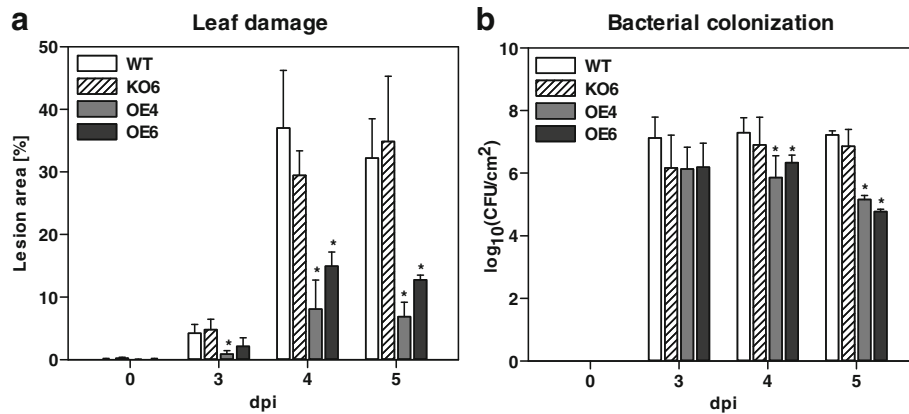 a Leaf damage
Lesion area [%]
50
40
30
20
10
0
WT
KO6
OE4
OE6
* * * * *
0 3 4 5
dpi
b Bacterial colonization
log10(CFU/cm2)
10
8
6
4
2
0
WT
KO6
OE4
OE6
* * * *
0 3 4 5
dpi